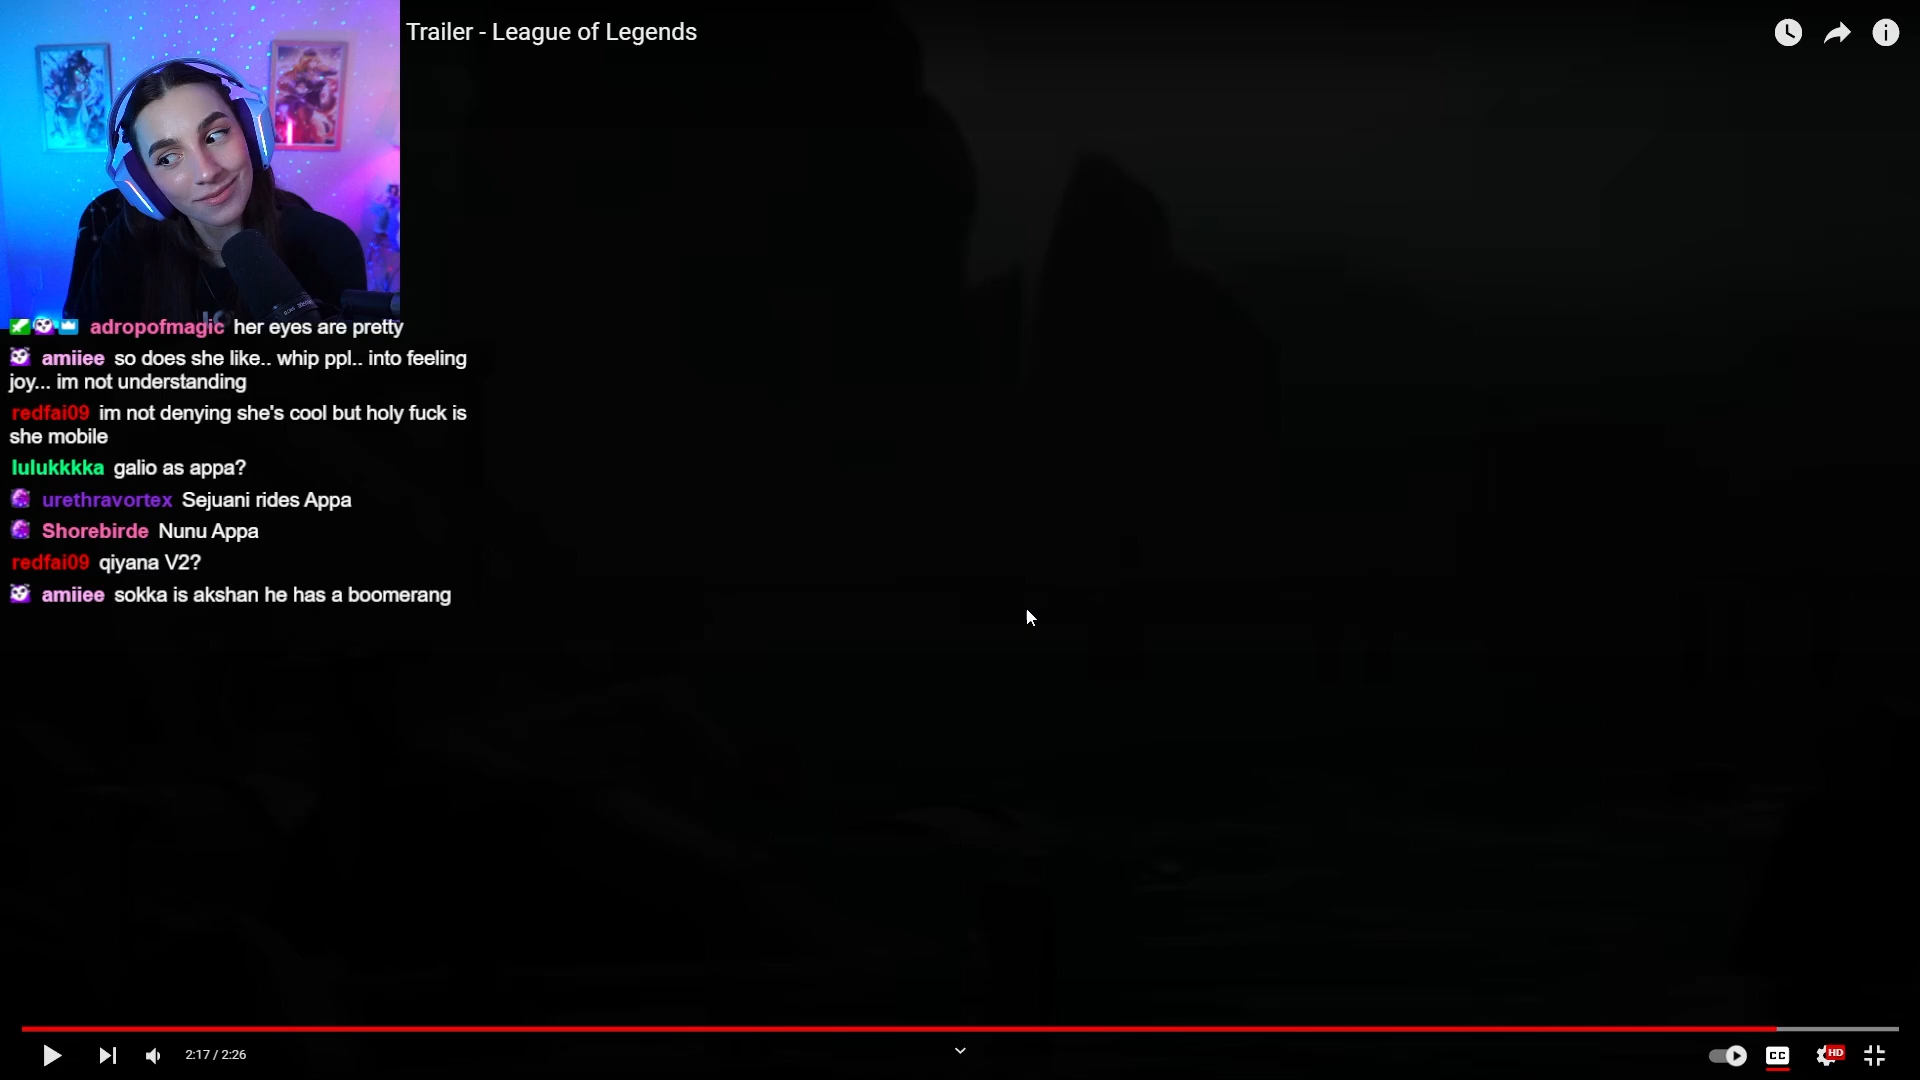 Trailer - League of Legends
adropofmagic her eyes are pretty
amiiee so does she like.. whip ppl.. into feeling
joy... im not understanding
redfai09 im not denying she's cool but holy fuck is
she mobile
lulukkkka galio as appa?
urethravortex Sejuani rides Appa
Shorebirde Nunu Appa
redfai09 qiyana V2?
amiiee sokka is akshan he has a boomerang
2:17 / 2:26
CC
HD